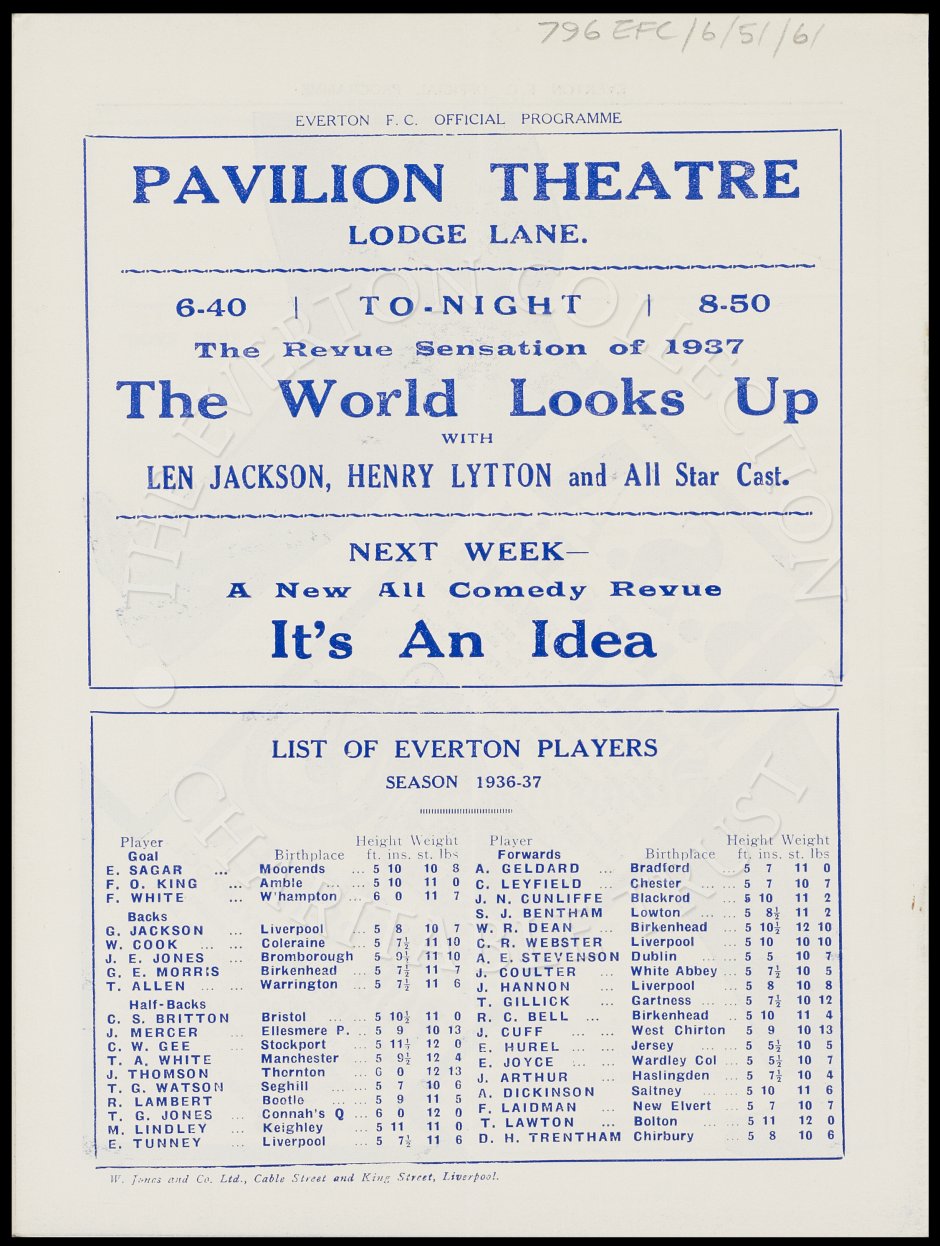 796 EFC/6/51/61
EVERTON F.C. OFFICIAL PROGRAMME
PAVILION THEATRE
LODGE LANE.
6-40 | TO-NIGHT | 8-50
The Revue Sensation of 1937
The World Looks Up
WITH
LEN JACKSON, HENRY LYTTON and All Star Cast.
NEXT WEEK—
A New All Comedy Revue
It's An Idea
LIST OF EVERTON PLAYERS
SEASON 1936-37
Player Height Weight
Goal Birthplace ft. ins. st. lbs
E. SAGAR ... Moorends ... 5 10 10 8
F. O. KING ... Amble ... 5 10 11 0
F. WHITE ... W'hampton ... 6 0 11 7
Backs
G. JACKSON ... Liverpool ... 5 8 10 7
W. COOK ... ... Coleraine ... 5 7½ 11 10
J. E. JONES ... Bromborough 5 9½ 11 10
G. E. MORRIS Birkenhead ... 5 7½ 11 7
T. ALLEN ... ... Warrington ... 5 7½ 11 6
Half-Backs
C. S. BRITTON Bristol ... ... 5 10½ 11 0
J. MERCER ... Ellesmere P. ... 5 9 10 13
C. W. GEE ... Stockport ... 5 11½ 12 0
T. A. WHITE ... Manchester ... 5 9½ 12 4
J. THOMSON Thornton ... 6 0 12 13
T. G. WATSON Seghill ... ... 5 7 10 6
R. LAMBERT Bootle ... ... 5 9 11 5
T. G. JONES ... Connah's Q ... 6 0 12 0
M. LINDLEY ... Keighley ... 5 11 11 0
E. TUNNEY ... Liverpool ... 5 7½ 11 6
Player Height Weight
Forwards Birthplace ft. ins. st. lbs
A. GELDARD ... Bradford ... 5 7 11 0
C. LEYFIELD ... Chester ... ... 5 7 10 7
J. N. CUNLIFFE Blackrod ... 5 10 11 2
S. J. BENTHAM Lowton ... ... 5 8½ 11 2
W. R. DEAN ... Birkenhead ... 5 10½ 12 10
C. R. WEBSTER Liverpool ... 5 10 10 10
A. E. STEVENSON Dublin ... ... 5 5 10 7
J. COULTER ... White Abbey ... 5 7½ 10 5
J. HANNON ... Liverpool ... 5 8 10 8
T. GILLICK ... Gartness ... ... 5 7½ 10 12
R. C. BELL ... Birkenhead .. 5 10 11 4
J. CUFF ... ... West Chirton 5 9 10 13
E. HUREL ... ... Jersey ... ... 5 5½ 10 5
E. JOYCE ... ... Wardley Col ... 5 5½ 10 7
J. ARTHUR ... Haslingden ... 5 7½ 10 4
A. DICKINSON Saltney ... ... 5 10 11 6
F. LAIDMAN ... New Elvert ... 5 7 10 7
T. LAWTON ... Bolton ... ... 5 11 12 0
D. H. TRENTHAM Chirbury ... 5 8 10 6
W. Jones and Co. Ltd., Cable Street and King Street, Liverpool.
THE EVERTON COLLECTION
CHARITABLE TRUST